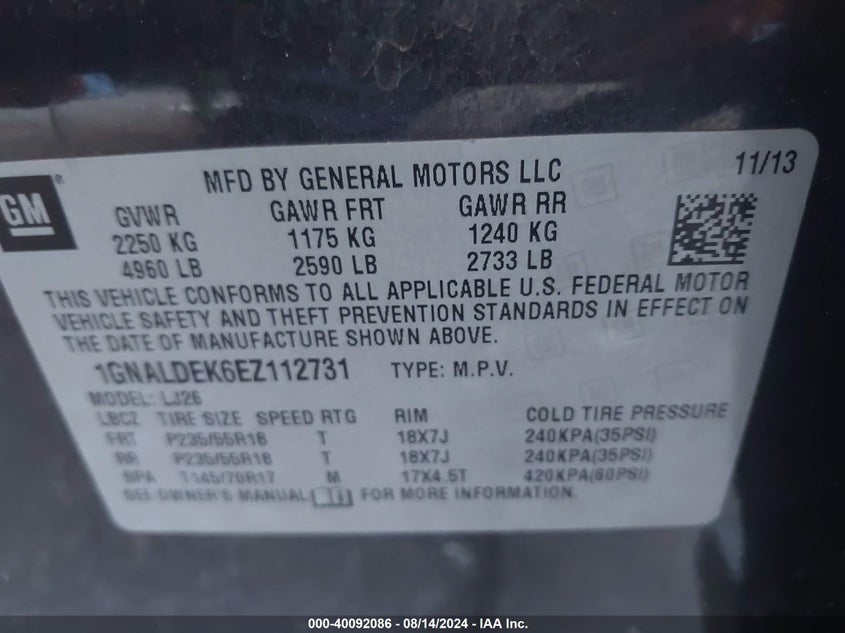 GM
®
MFD BY GENERAL MOTORS LLC
11/13
GVWR GAWR FRT GAWR RR
2250 KG 1175 KG 1240 KG
4960 LB 2590 LB 2733 LB
THIS VEHICLE CONFORMS TO ALL APPLICABLE U.S. FEDERAL MOTOR
VEHICLE SAFETY AND THEFT PREVENTION STANDARDS IN EFFECT ON
THE DATE OF MANUFACTURE SHOWN ABOVE.
1GNALDEK6EZ112731 TYPE: M.P.V.
MODEL: LJ26
LBCZ TIRE SIZE SPEED RTG RIM COLD TIRE PRESSURE
FRT P235/55R18 T 18X7J 240KPA(35PSI)
RR P235/55R18 T 18X7J 240KPA(35PSI)
SPA T145/70R17 M 17X4.5T 420KPA(60PSI)
SEE OWNER'S MANUAL FOR MORE INFORMATION.
000-40092086 - 08/14/2024 - IAA Inc.